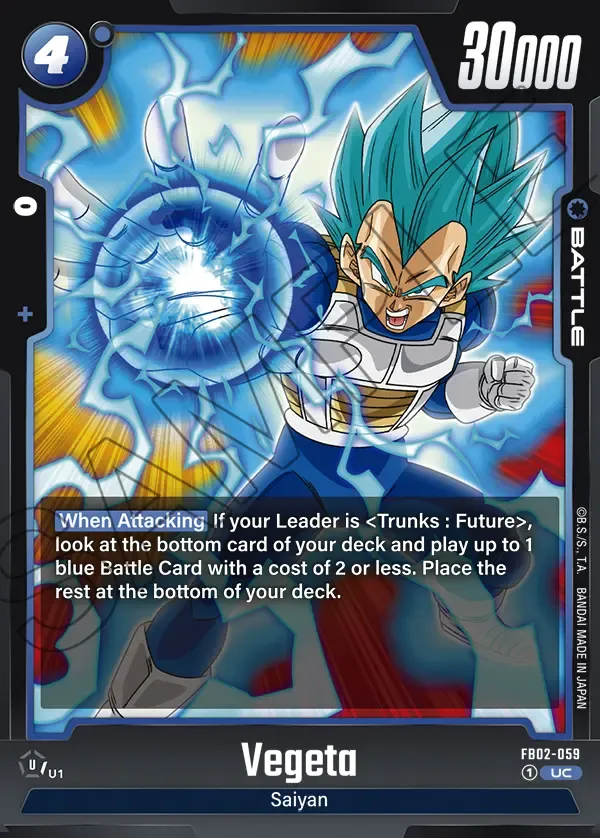 4
30000
0
+
BATTLE
When Attacking If your Leader is <Trunks : Future>,
look at the bottom card of your deck and play up to 1
blue Battle Card with a cost of 2 or less. Place the
rest at the bottom of your deck.
©B.S./S., T.A. BANDAI MADE IN JAPAN
SAMPLE
U/U1
Vegeta
FB02-059
1 UC
Saiyan